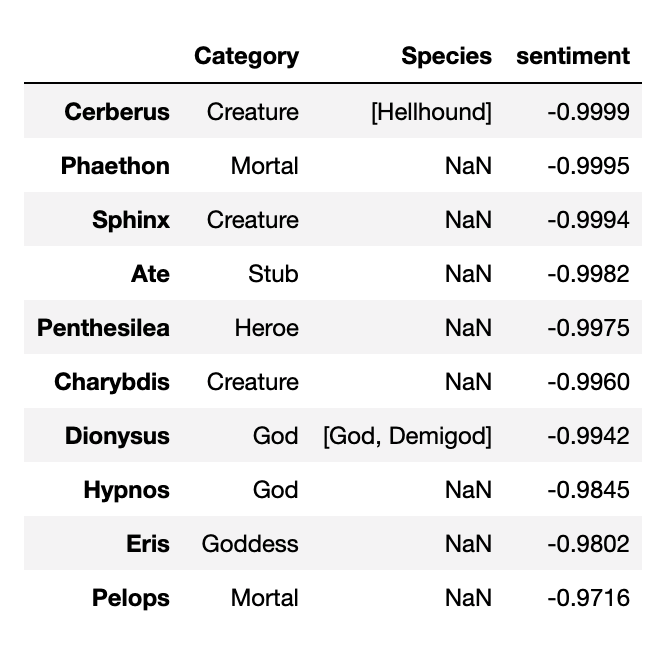 Category Species sentiment
Cerberus Creature [Hellhound] -0.9999
Phaethon Mortal NaN -0.9995
Sphinx Creature NaN -0.9994
Ate Stub NaN -0.9982
Penthesilea Heroe NaN -0.9975
Charybdis Creature NaN -0.9960
Dionysus God [God, Demigod] -0.9942
Hypnos God NaN -0.9845
Eris Goddess NaN -0.9802
Pelops Mortal NaN -0.9716